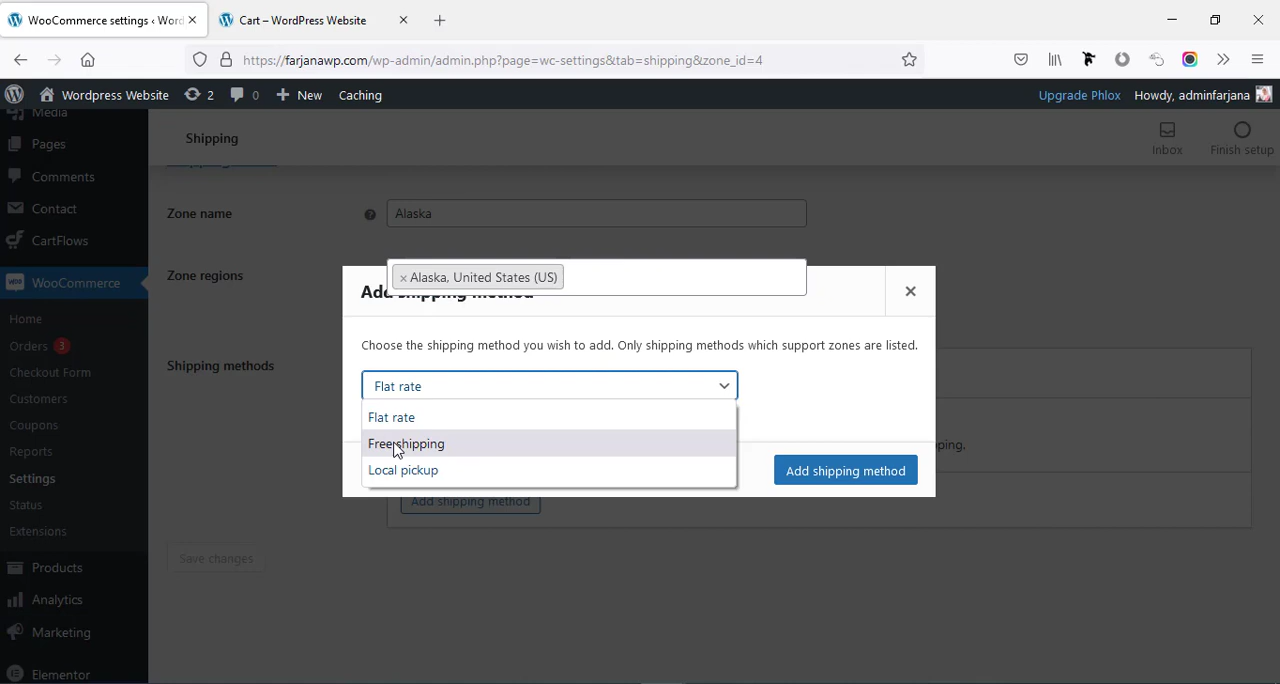 WooCommerce settings ‹ Word
Cart – WordPress Website
https://farjanawp.com/wp-admin/admin.php?page=wc-settings&tab=shipping&zone_id=4
Wordpress Website
2
0
New
Caching
Upgrade Phlox
Howdy, adminfarjana
Media
Pages
Comments
Contact
CartFlows
WooCommerce
Home
Orders 3
Checkout Form
Customers
Coupons
Reports
Settings
Status
Extensions
Products
Analytics
Marketing
Elementor
Shipping
Inbox
Finish setup
Zone name
Alaska
Zone regions
× Alaska, United States (US)
Add shipping method
Choose the shipping method you wish to add. Only shipping methods which support zones are listed.
Shipping methods
Flat rate
Flat rate
Free shipping
Local pickup
Add shipping method
Add shipping method
Save changes